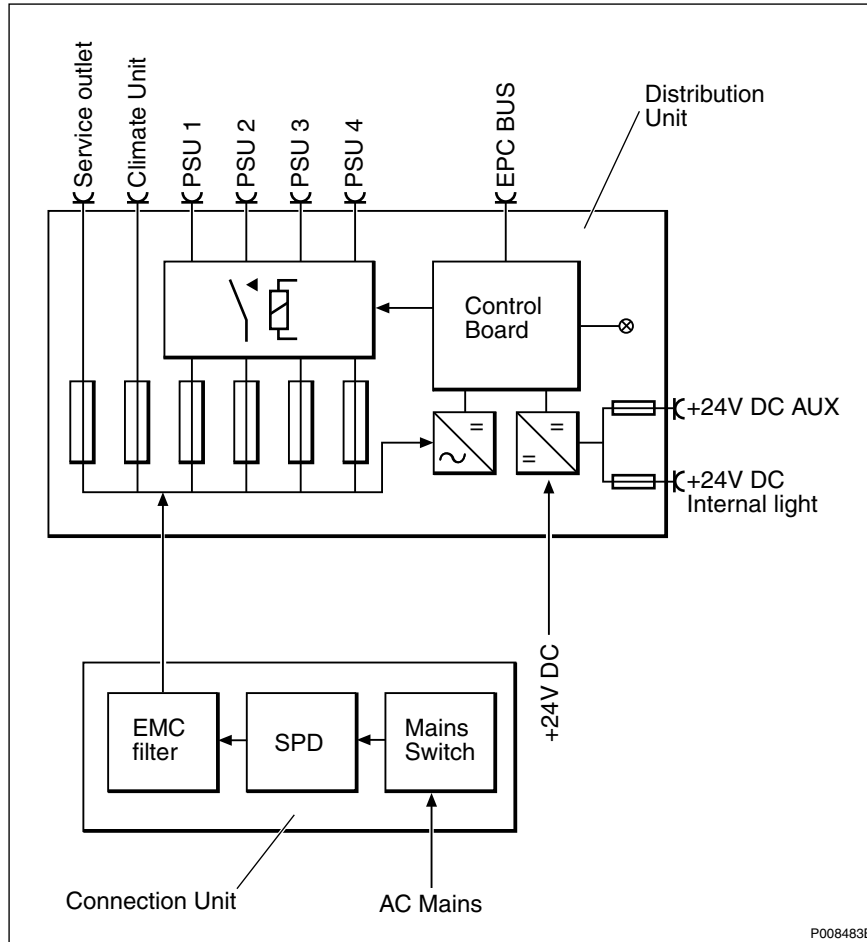 Service outlet
Climate Unit
PSU 1
PSU 2
PSU 3
PSU 4
EPC BUS
Distribution
Unit
Control
Board
+24V DC AUX
+24V DC
Internal light
+24V DC
EMC
filter
SPD
Mains
Switch
Connection Unit
AC Mains